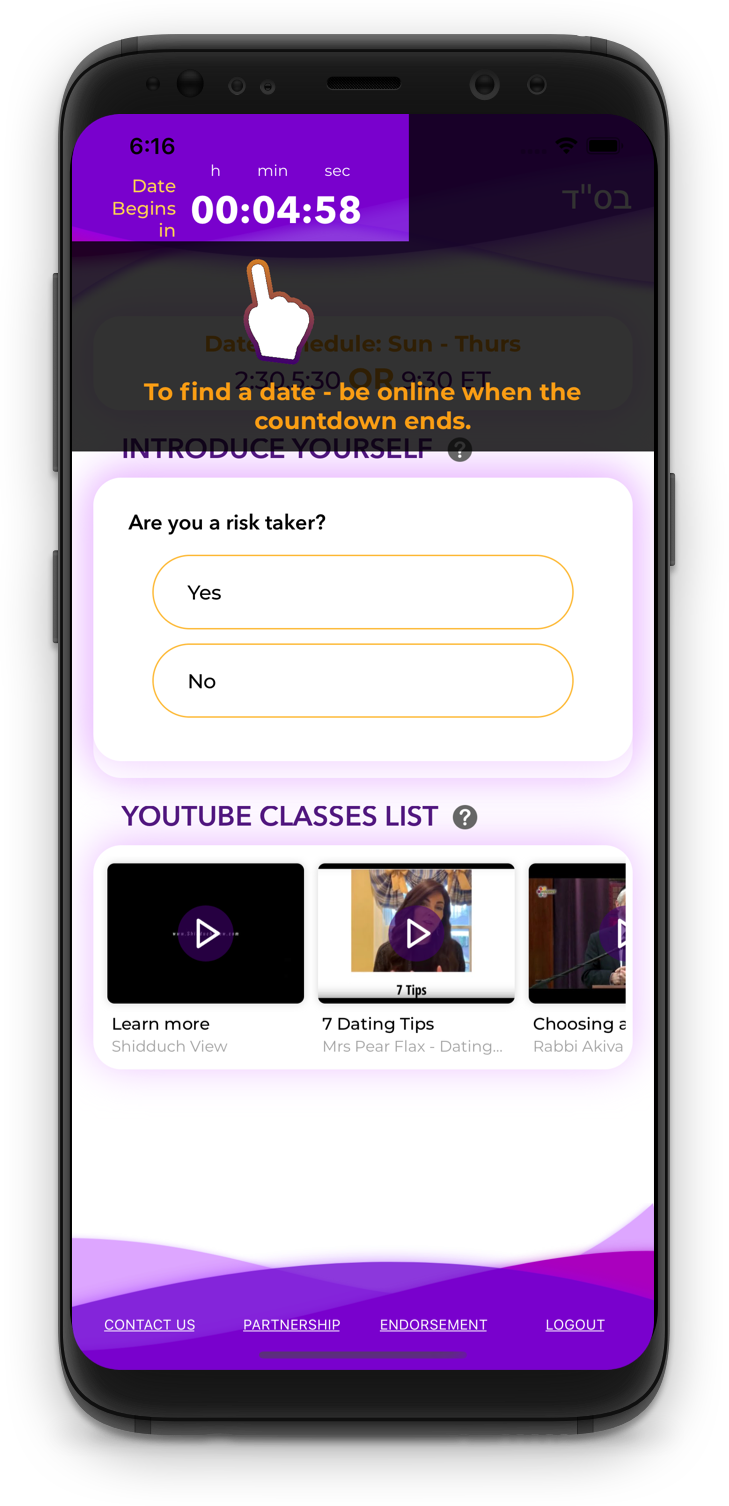 6:16
h min sec
Date
Begins
in
00:04:58
בס"ד
Date Schedule: Sun - Thurs
2:30 5:30 OR 9:30 ET
To find a date - be online when the
countdown ends.
INTRODUCE YOURSELF ?
Are you a risk taker?
Yes
No
YOUTUBE CLASSES LIST ?
7 Tips
Learn more
Shidduch View
7 Dating Tips
Mrs Pear Flax - Dating...
Choosing a
Rabbi Akiva
CONTACT US
PARTNERSHIP
ENDORSEMENT
LOGOUT